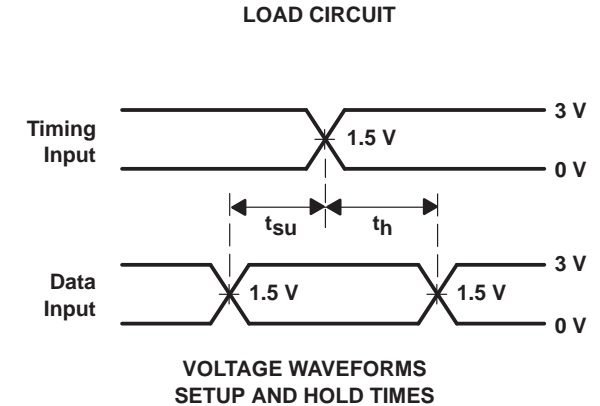 LOAD CIRCUIT
Timing
Input
3 V
1.5 V
0 V
tsu
th
Data
Input
3 V
1.5 V
1.5 V
0 V
VOLTAGE WAVEFORMS
SETUP AND HOLD TIMES